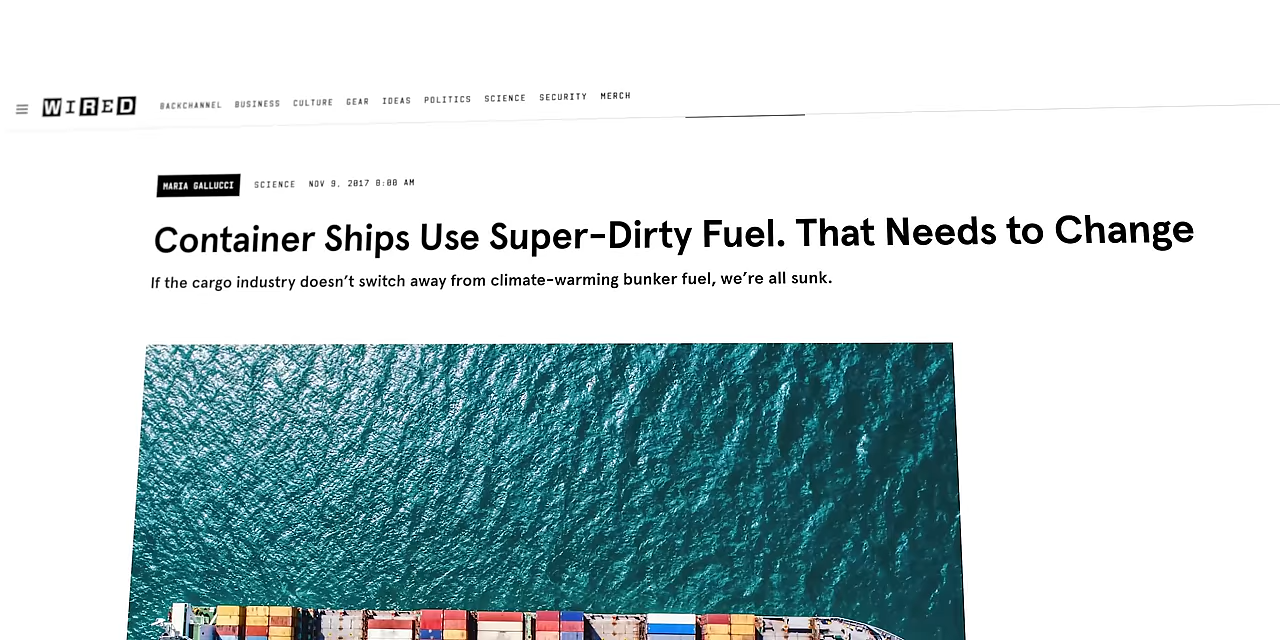 WIRED BACKCHANNEL BUSINESS CULTURE GEAR IDEAS POLITICS SCIENCE SECURITY MERCH
MARIA GALLUCCI SCIENCE NOV 9, 2017 8:00 AM
Container Ships Use Super-Dirty Fuel. That Needs to Change
If the cargo industry doesn't switch away from climate-warming bunker fuel, we're all sunk.